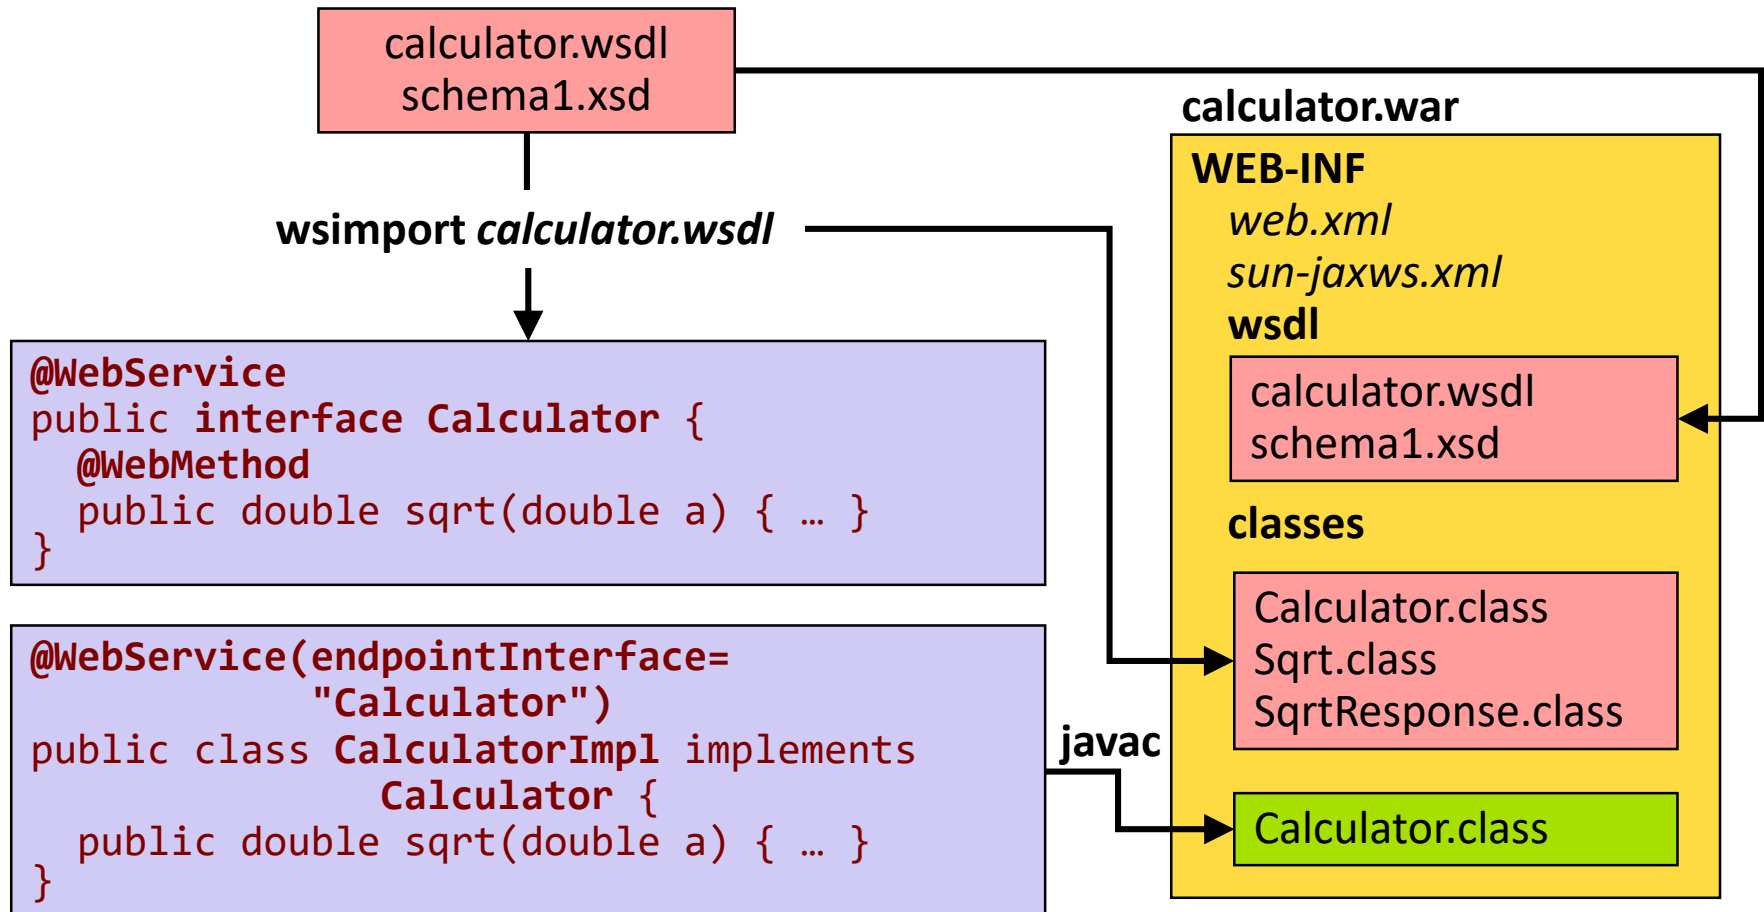 calculator.wsdl
schema1.xsd
wsimport calculator.wsdl
@WebService
public interface Calculator {
  @WebMethod
  public double sqrt(double a) { … }
}
@WebService(endpointInterface=
            "Calculator")
public class CalculatorImpl implements
               Calculator {
  public double sqrt(double a) { … }
}
javac
calculator.war
WEB-INF
web.xml
sun-jaxws.xml
wsdl
calculator.wsdl
schema1.xsd
classes
Calculator.class
Sqrt.class
SqrtResponse.class
Calculator.class